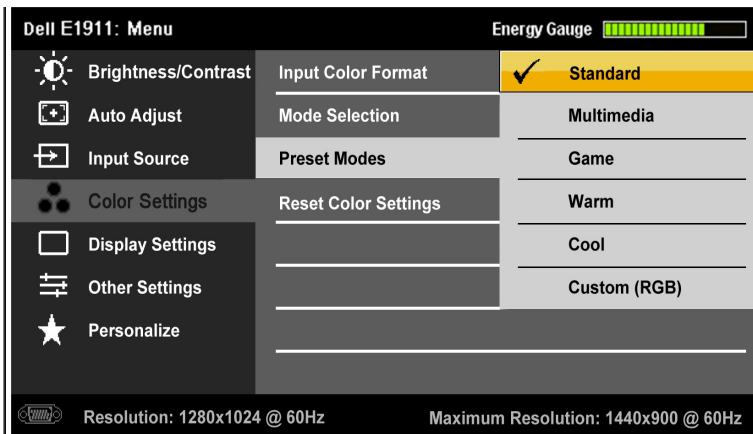 Dell E1911: Menu
Energy Gauge
Brightness/Contrast
Auto Adjust
Input Source
Color Settings
Display Settings
Other Settings
Personalize
Input Color Format
Mode Selection
Preset Modes
Reset Color Settings
Standard
Multimedia
Game
Warm
Cool
Custom (RGB)
Resolution: 1280x1024 @ 60Hz
Maximum Resolution: 1440x900 @ 60Hz